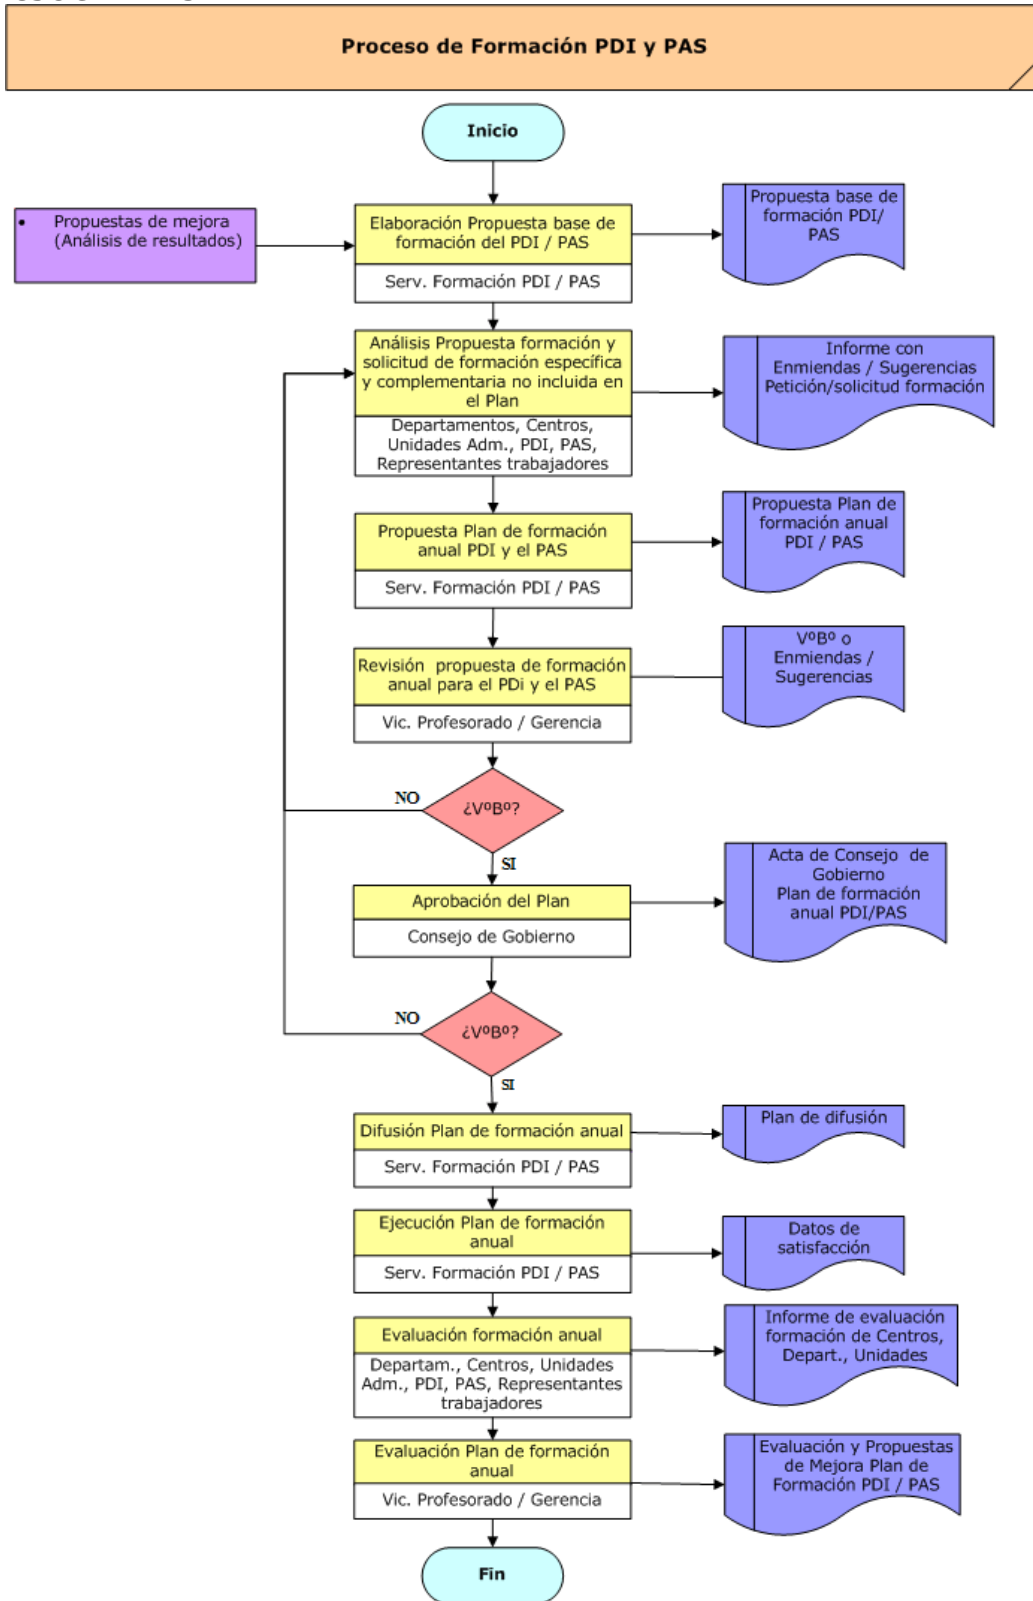 Proceso de Formación PDI y PAS
Inicio
• Propuestas de mejora
(Análisis de resultados)
Elaboración Propuesta base de
formación del PDI / PAS
Serv. Formación PDI / PAS
Propuesta base de
formación PDI/
PAS
Análisis Propuesta formación y
solicitud de formación específica
y complementaria no incluida en
el Plan
Departamentos, Centros,
Unidades Adm., PDI, PAS,
Representantes trabajadores
Informe con
Enmiendas / Sugerencias
Petición/solicitud formación
Propuesta Plan de formación
anual PDI y el PAS
Serv. Formación PDI / PAS
Propuesta Plan de
formación anual
PDI / PAS
Revisión propuesta de formación
anual para el PDi y el PAS
Vic. Profesorado / Gerencia
VºBº o
Enmiendas /
Sugerencias
¿VºBº?
NO
SI
Aprobación del Plan
Consejo de Gobierno
Acta de Consejo de
Gobierno
Plan de formación
anual PDI/PAS
¿VºBº?
NO
SI
Difusión Plan de formación anual
Serv. Formación PDI / PAS
Plan de difusión
Ejecución Plan de formación
anual
Serv. Formación PDI / PAS
Datos de
satisfacción
Evaluación formación anual
Departam., Centros, Unidades
Adm., PDI, PAS, Representantes
trabajadores
Informe de evaluación
formación de Centros,
Depart., Unidades
Evaluación Plan de formación
anual
Vic. Profesorado / Gerencia
Evaluación y Propuestas
de Mejora Plan de
Formación PDI / PAS
Fin